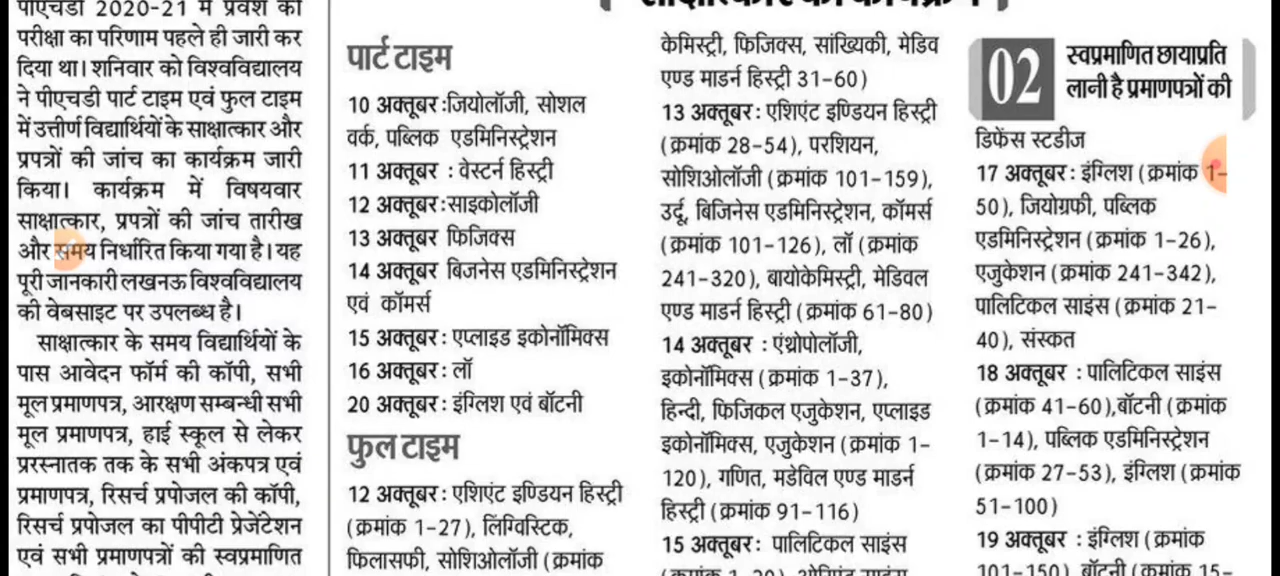 पीएचडी 2020-21 में प्रवेश की
परीक्षा का परिणाम पहले ही जारी कर
दिया था। शनिवार को विश्वविद्यालय
ने पीएचडी पार्ट टाइम एवं फुल टाइम
में उत्तीर्ण विद्यार्थियों के साक्षात्कार और
प्रपत्रों की जांच का कार्यक्रम जारी
किया। कार्यक्रम में विषयवार
साक्षात्कार, प्रपत्रों की जांच तारीख
और समय निर्धारित किया गया है। यह
पूरी जानकारी लखनऊ विश्वविद्यालय
की वेबसाइट पर उपलब्ध है।
साक्षात्कार के समय विद्यार्थियों के
पास आवेदन फॉर्म की कॉपी, सभी
मूल प्रमाणपत्र, आरक्षण सम्बन्धी सभी
मूल प्रमाणपत्र, हाई स्कूल से लेकर
प्ररस्नातक तक के सभी अंकपत्र एवं
प्रमाणपत्र, रिसर्च प्रपोजल की कॉपी,
रिसर्च प्रपोजल का पीपीटी प्रेजेंटेशन
एवं सभी प्रमाणपत्रों की स्वप्रमाणित
पार्ट टाइम
10 अक्तूबर :जियोलॉजी, सोशल
वर्क, पब्लिक एडमिनिस्ट्रेशन
11 अक्तूबर : वेस्टर्न हिस्ट्री
12 अक्तूबर :साइकोलॉजी
13 अक्तूबर फिजिक्स
14 अक्तूबर बिजनेस एडमिनिस्ट्रेशन
एवं कॉमर्स
15 अक्तूबर : एप्लाइड इकोनॉमिक्स
16 अक्तूबर : लॉ
20 अक्तूबर : इंग्लिश एवं बॉटनी
फुल टाइम
12 अक्तूबर : एशिएंट इण्डियन हिस्ट्री
(क्रमांक 1-27), लिंग्विस्टिक,
फिलासफी, सोशिओलॉजी (क्रमांक
केमिस्ट्री, फिजिक्स, सांख्यिकी, मेडिव
एण्ड मार्डन हिस्ट्री 31-60)
13 अक्तूबर : एशिएंट इण्डियन हिस्ट्री
(क्रमांक 28-54), परशियन,
सोशिओलॉजी (क्रमांक 101-159),
उर्दू, बिजिनेस एडमिनिस्ट्रेशन, कॉमर्स
(क्रमांक 101-126), लॉ (क्रमांक
241-320), बायोकेमिस्ट्री, मेडिवल
एण्ड मार्डन हिस्ट्री (क्रमांक 61-80)
14 अक्तूबर : एंथ्रोपोलॉजी,
इकोनॉमिक्स (क्रमांक 1-37),
हिन्दी, फिजिकल एजुकेशन, एप्लाइड
इकोनॉमिक्स, एजुकेशन (क्रमांक 1-
120), गणित, मडेविल एण्ड मार्डन
हिस्ट्री (क्रमांक 91-116)
15 अक्तूबर : पालिटिकल साइंस
02 स्वप्रमाणित छायाप्रति
लानी है प्रमाणपत्रों की
डिफेंस स्टडीज
17 अक्तूबर : इंग्लिश (क्रमांक 1-
50), जियोग्रफी, पब्लिक
एडमिनिस्ट्रेशन (क्रमांक 1-26),
एजुकेशन (क्रमांक 241-342),
पालिटिकल साइंस (क्रमांक 21-
40), संस्कत
18 अक्तूबर : पालिटिकल साइंस
(क्रमांक 41-60),बॉटनी (क्रमांक
1-14), पब्लिक एडमिनिस्ट्रेशन
(क्रमांक 27-53), इंग्लिश (क्रमांक
51-100)
19 अक्तूबर : इंग्लिश (क्रमांक
101-150), बॉटनी (क्रमांक 15-